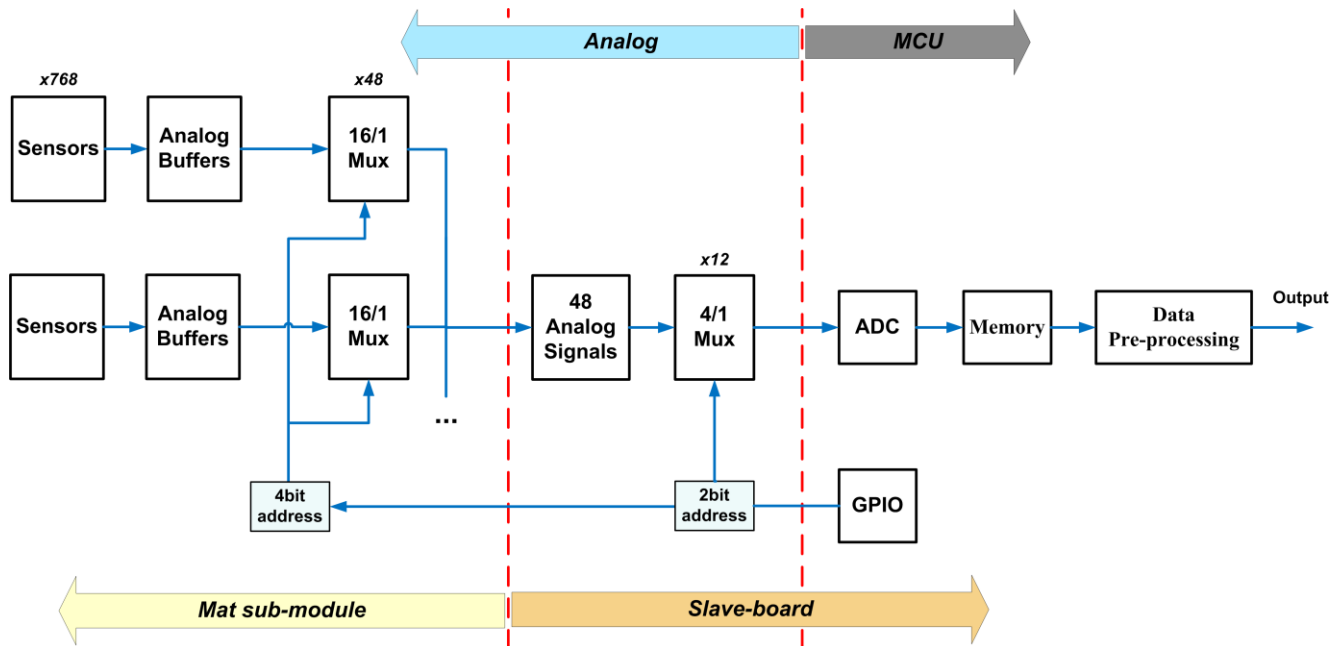 Analog
MCU
x768
x48
Sensors
Analog
Buffers
16/1
Mux
Sensors
Analog
Buffers
16/1
Mux
...
x12
48
Analog
Signals
4/1
Mux
ADC
Memory
Data
Pre-processing
Output
4bit
address
2bit
address
GPIO
Mat sub-module
Slave-board